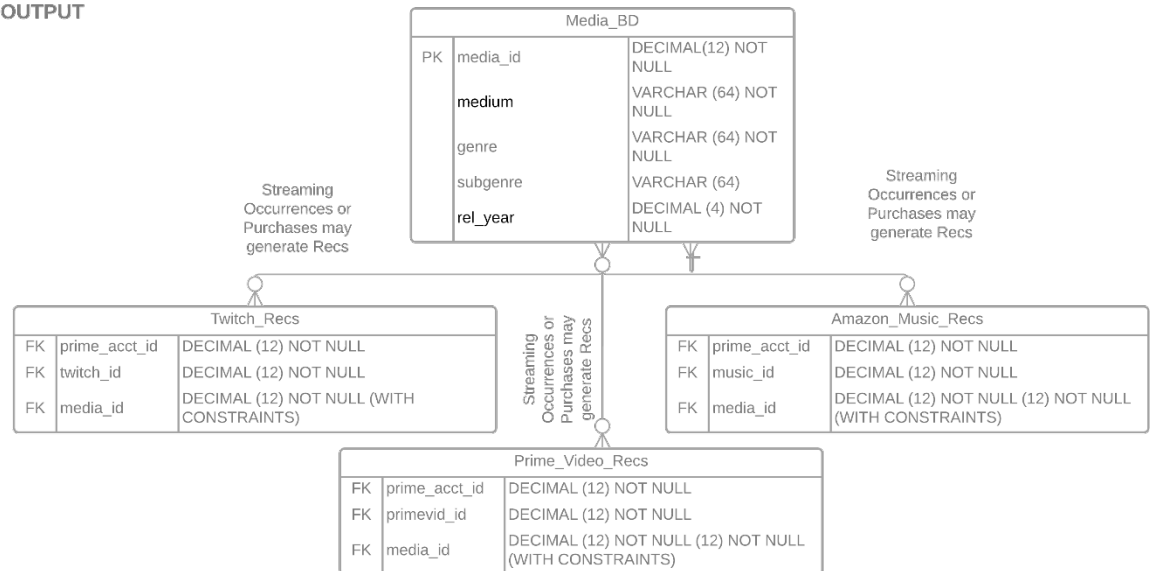 OUTPUT
Media_BD
PK media_id DECIMAL(12) NOT
NULL
medium VARCHAR (64) NOT
NULL
genre VARCHAR (64) NOT
NULL
subgenre VARCHAR (64)
rel_year DECIMAL (4) NOT
NULL
Streaming
Occurrences or
Purchases may
generate Recs
Streaming
Occurrences or
Purchases may
generate Recs
Twitch_Recs
FK prime_acct_id DECIMAL (12) NOT NULL
FK twitch_id DECIMAL (12) NOT NULL
FK media_id DECIMAL (12) NOT NULL (WITH
CONSTRAINTS)
Streaming
Occurrences or
Purchases may
generate Recs
Amazon_Music_Recs
FK prime_acct_id DECIMAL (12) NOT NULL
FK music_id DECIMAL (12) NOT NULL
FK media_id DECIMAL (12) NOT NULL (12) NOT NULL
(WITH CONSTRAINTS)
Prime_Video_Recs
FK prime_acct_id DECIMAL (12) NOT NULL
FK primevid_id DECIMAL (12) NOT NULL
FK media_id DECIMAL (12) NOT NULL (12) NOT NULL
(WITH CONSTRAINTS)